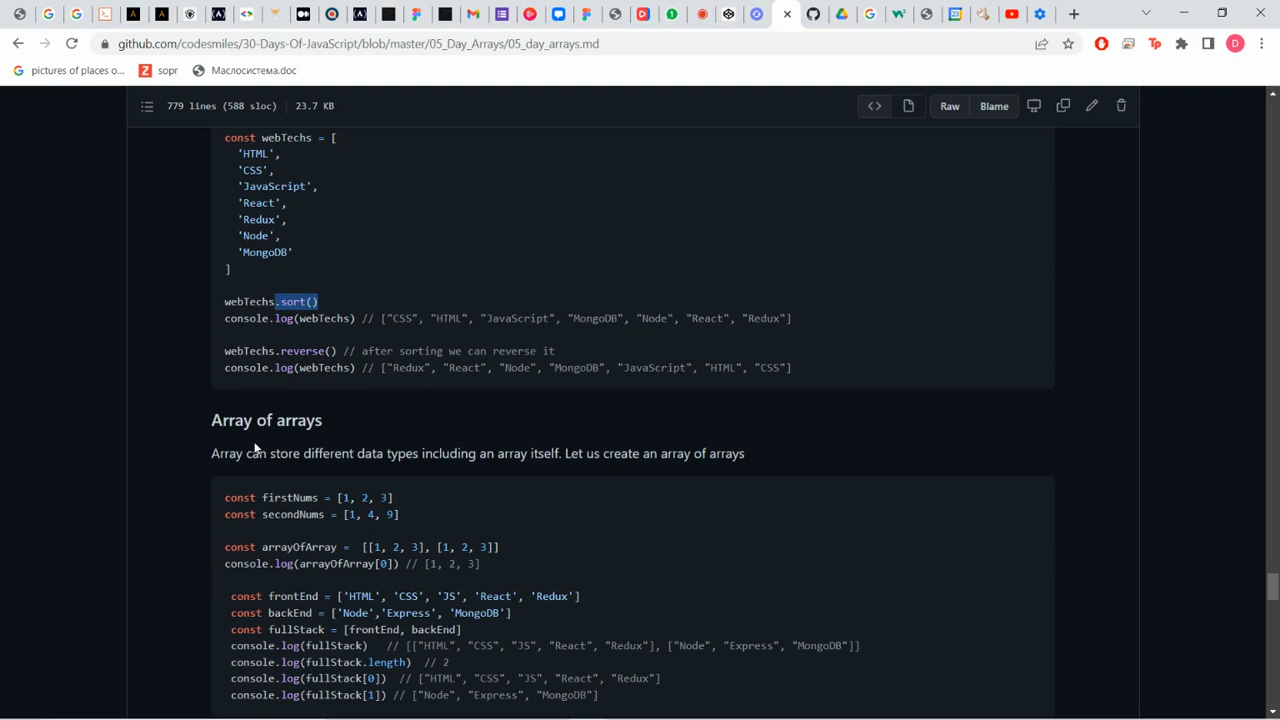 github.com/codesmiles/30-Days-Of-JavaScript/blob/master/05_Day_Arrays/05_day_arrays.md
pictures of places o... sopr Маслосистема.doc
779 lines (588 sloc) 23.7 KB Raw Blame
const webTechs = [
'HTML',
'CSS',
'JavaScript',
'React',
'Redux',
'Node',
'MongoDB'
]
webTechs.sort()
console.log(webTechs) // ["CSS", "HTML", "JavaScript", "MongoDB", "Node", "React", "Redux"]
webTechs.reverse() // after sorting we can reverse it
console.log(webTechs) // ["Redux", "React", "Node", "MongoDB", "JavaScript", "HTML", "CSS"]
Array of arrays
Array can store different data types including an array itself. Let us create an array of arrays
const firstNums = [1, 2, 3]
const secondNums = [1, 4, 9]
const arrayOfArray =  [[1, 2, 3], [1, 2, 3]]
console.log(arrayOfArray[0]) // [1, 2, 3]
const frontEnd = ['HTML', 'CSS', 'JS', 'React', 'Redux']
const backEnd = ['Node','Express', 'MongoDB']
const fullStack = [frontEnd, backEnd]
console.log(fullStack)   // [["HTML", "CSS", "JS", "React", "Redux"], ["Node", "Express", "MongoDB"]]
console.log(fullStack.length)  // 2
console.log(fullStack[0])  // ["HTML", "CSS", "JS", "React", "Redux"]
console.log(fullStack[1]) // ["Node", "Express", "MongoDB"]